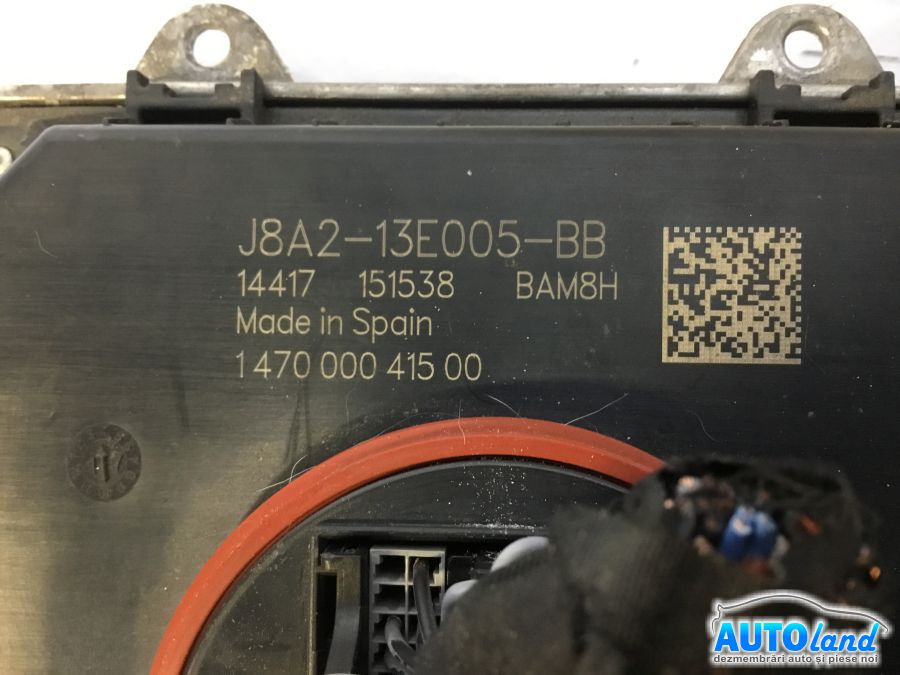 J8A2-13E005-BB
14417 151538 BAM8H
Made in Spain
1 470 000 415 00
AUTOland
dezmembrări auto și piese noi